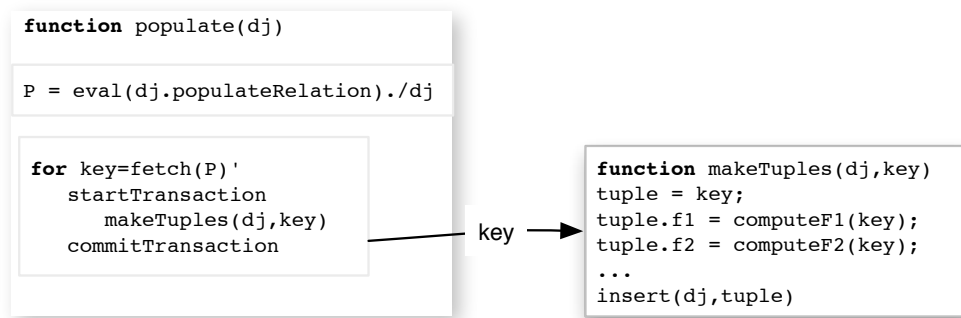 function populate(dj)
P = eval(dj.populateRelation)./dj
for key=fetch(P)'
startTransaction
makeTuples(dj,key)
commitTransaction
key
function makeTuples(dj,key)
tuple = key;
tuple.f1 = computeF1(key);
tuple.f2 = computeF2(key);
...
insert(dj,tuple)